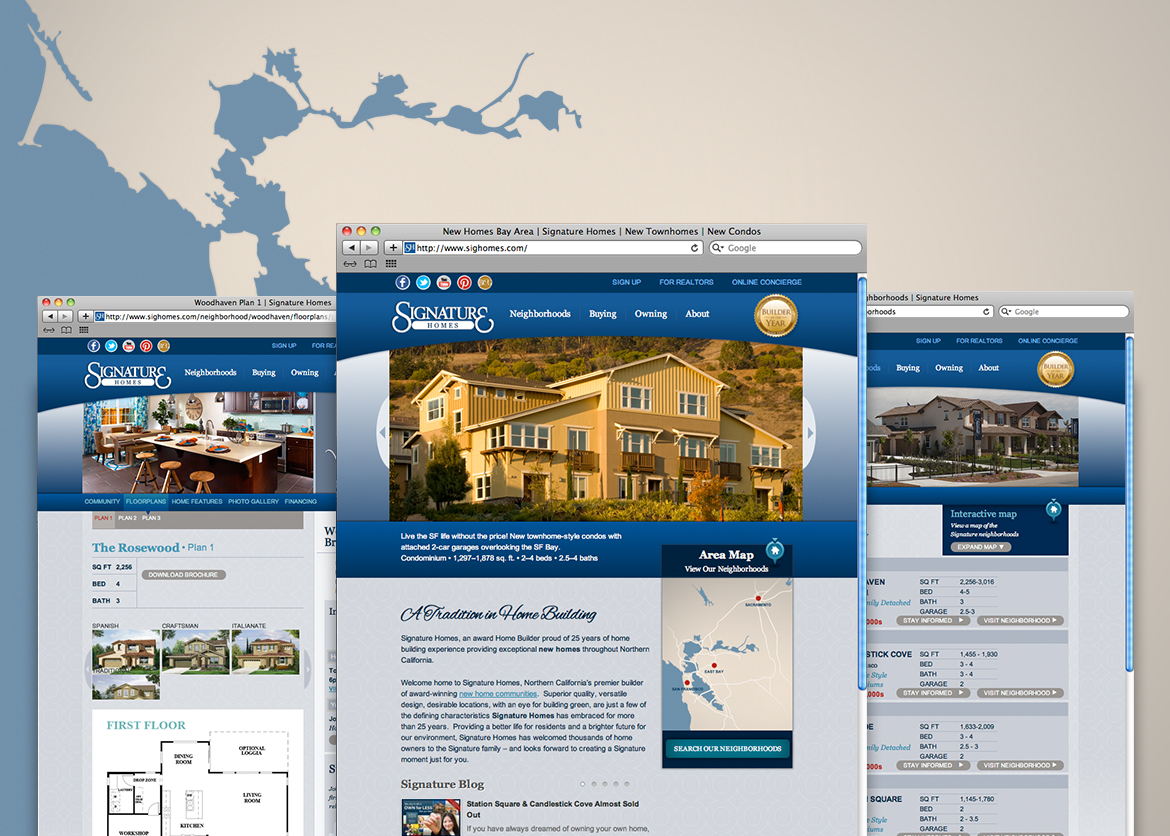 New Homes Bay Area | Signature Homes | New Townhomes | New Condos
http://www.sighomes.com/
Google
SIGN UP FOR REALTORS ONLINE CONCIERGE
SIGNATURE
HOMES
Neighborhoods Buying Owning About
BUILDER
OF THE
YEAR
Live the SF life without the price! New townhome-style condos with
attached 2-car garages overlooking the SF Bay.
Condominium • 1,297–1,878 sq. ft. • 2–4 beds • 2.5–4 baths
Area Map
View Our Neighborhoods
SACRAMENTO
EAST BAY
SAN FRANCISCO
SEARCH OUR NEIGHBORHOODS
A Tradition in Home Building
Signature Homes, an award Home Builder proud of 25 years of home
building experience providing exceptional new homes throughout Northern
California.
Welcome home to Signature Homes, Northern California's premier builder
of award-winning new home communities. Superior quality, versatile
design, desirable locations, with an eye for building green, are just a few of
the defining characteristics Signature Homes has embraced for more
than 25 years. Providing a better life for residents and a brighter future for
our environment, Signature Homes has welcomed thousands of home
owners to the Signature family – and looks forward to creating a Signature
moment just for you.
Signature Blog
Station Square & Candlestick Cove Almost Sold
Out
If you have always dreamed of owning your own home,
OWN for LESS
Woodhaven Plan 1 | Signature Homes
http://www.sighomes.com/neighborhood/woodhaven/floorplans/
SIGN UP FOR REA
SIGNATURE
HOMES
Neighborhoods Buying Owning
COMMUNITY FLOORPLANS HOME FEATURES PHOTO GALLERY FINANCING
PLAN 1 PLAN 2 PLAN 3
The Rosewood • Plan 1
SQ FT 2,256
BED 4
BATH 3
DOWNLOAD BROCHURE
SPANISH CRAFTSMAN ITALIANATE
TRADITIONAL
FIRST FLOOR
OPTIONAL
LOGGIA
DINING
ROOM
DROP ZONE
LAUNDRY
LIVING
ROOM
KITCHEN
WORKSHOP
hborhoods | Signature Homes
orhoods
Google
SIGN UP FOR REALTORS ONLINE CONCIERGE
ods Buying Owning About
BUILDER
OF THE
YEAR
Interactive map
View a map of the
Signature neighborhoods
EXPAND MAP ▼
AVEN
mily Detached
000s
SQ FT 2,256-3,016
BED 4-5
BATH 3
GARAGE 2.5-3
STAY INFORMED ▶ VISIT NEIGHBORHOOD ▶
STICK COVE
sco
e Style
iums
000s
SQ FT 1,455 - 1,930
BED 3 - 4
BATH 3 - 4
GARAGE 2
STAY INFORMED ▶ VISIT NEIGHBORHOOD ▶
DE
mily Detached
000s
SQ FT 1,633-2,009
BED 3 - 4
BATH 2.5 - 3
GARAGE 2
STAY INFORMED ▶ VISIT NEIGHBORHOOD ▶
SQUARE
e Style
SQ FT 1,145-1,780
BED 2
BATH 2 - 3.5
GARAGE 2